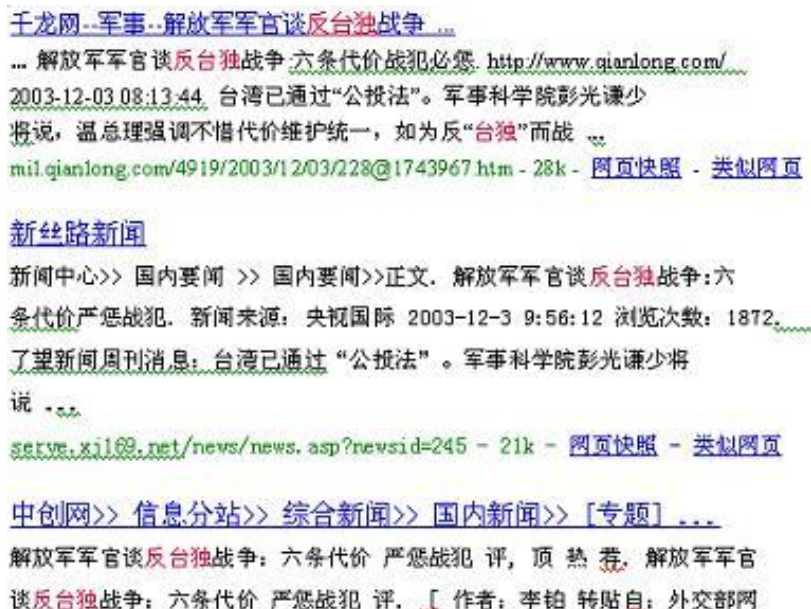 千龙网--军事--解放军军官谈反台独战争 ...
... 解放军军官谈反台独战争:六条代价战犯必惩. http://www.qianlong.com/
2003-12-03 08:13:44. 台湾已通过“公投法”。军事科学院彭光谦少
将说，温总理强调不惜代价维护统一，如为反“台独”而战 ...
mil.qianlong.com/4919/2003/12/03/228@1743967.htm - 28k - 网页快照 - 类似网页
新丝路新闻
新闻中心>> 国内要闻 >> 国内要闻>>正文. 解放军军官谈反台独战争:六
条代价严惩战犯. 新闻来源: 央视国际 2003-12-3 9:56:12 浏览次数: 1872.
了望新闻周刊消息: 台湾已通过 “公投法” 。军事科学院彭光谦少将
说 ...
serve.xj169.net/news/news.asp?newsid=245 - 21k - 网页快照 - 类似网页
中创网>> 信息分站>> 综合新闻>> 国内新闻>> [专题] ...
解放军军官谈反台独战争: 六条代价 严惩战犯 评, 顶 热 荐. 解放军军官
谈反台独战争: 六条代价 严惩战犯 评. [ 作者: 李铂 转贴自: 外交部网